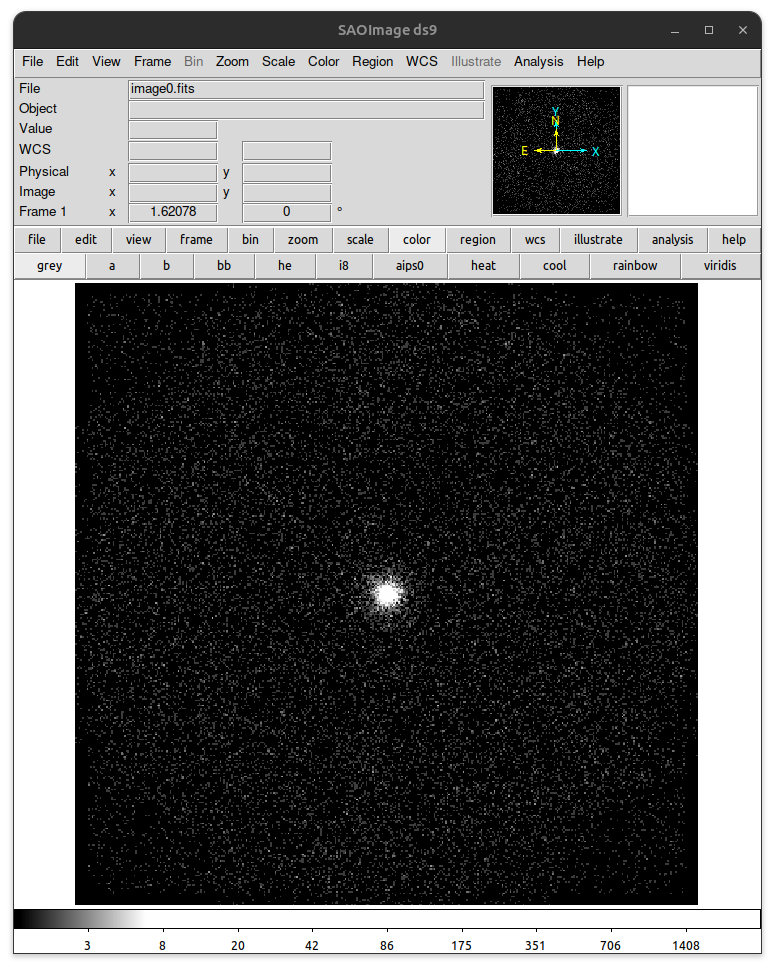 SAOImage ds9
File Edit View Frame Bin Zoom Scale Color Region WCS Illustrate Analysis Help
File image0.fits
Object
Value
WCS
Physical x y
Image x y
Frame 1 x 1.62078 0 °
Y
N
E X
file edit view frame bin zoom scale color region wcs illustrate analysis help
grey a b bb he i8 aips0 heat cool rainbow viridis
3 8 20 42 86 175 351 706 1408